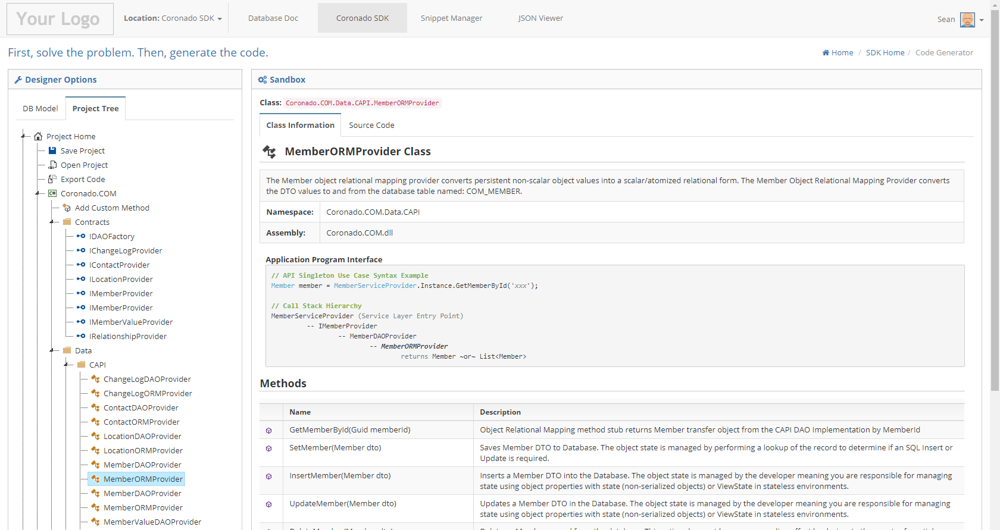 Your Logo
Location: Coronado SDK
Database Doc
Coronado SDK
Snippet Manager
JSON Viewer
Sean
First, solve the problem. Then, generate the code.
Home / SDK Home / Code Generator
Designer Options
DB Model
Project Tree
Project Home
Save Project
Open Project
Export Code
C# Coronado.COM
Add Custom Method
Contracts
IDAOFactory
IChangeLogProvider
IContactProvider
ILocationProvider
IMemberProvider
IMemberProvider
IMemberValueProvider
IRelationshipProvider
Data
CAPI
ChangeLogDAOProvider
ChangeLogORMProvider
ContactDAOProvider
ContactORMProvider
LocationDAOProvider
LocationORMProvider
MemberDAOProvider
MemberORMProvider
MemberDAOProvider
MemberORMProvider
MemberValueDAOProvider
Sandbox
Class: Coronado.COM.Data.CAPI.MemberORMProvider
Class Information
Source Code
MemberORMProvider Class
The Member object relational mapping provider converts persistent non-scalar object values into a scalar/atomized relational form. The Member Object Relational Mapping Provider converts
the DTO values to and from the database table named: COM_MEMBER.
Namespace: Coronado.COM.Data.CAPI
Assembly: Coronado.COM.dll
Application Program Interface
// API Singleton Use Case Syntax Example
Member member = MemberServiceProvider.Instance.GetMemberById('xxx');
// Call Stack Hierarchy
MemberServiceProvider (Service Layer Entry Point)
-- IMemberProvider
-- MemberDAOProvider
-- MemberORMProvider
returns Member ~or~ List<Member>
Methods
Name
Description
GetMemberById(Guid memberId)
Object Relational Mapping method stub returns Member transfer object from the CAPI DAO Implementation by MemberId
SetMember(Member dto)
Saves Member DTO to Database. The object state is managed by performing a lookup of the record to determine if an SQL Insert or
Update is required.
InsertMember(Member dto)
Inserts a Member DTO into the Database. The object state is managed by the developer meaning you are responsible for managing
state using object properties with state (non-serialized objects) or ViewState in stateless environments.
UpdateMember(Member dto)
Updates a Member DTO in the Database. The object state is managed by the developer meaning you are responsible for managing
state using object properties with state (non-serialized objects) or ViewState in stateless environments.